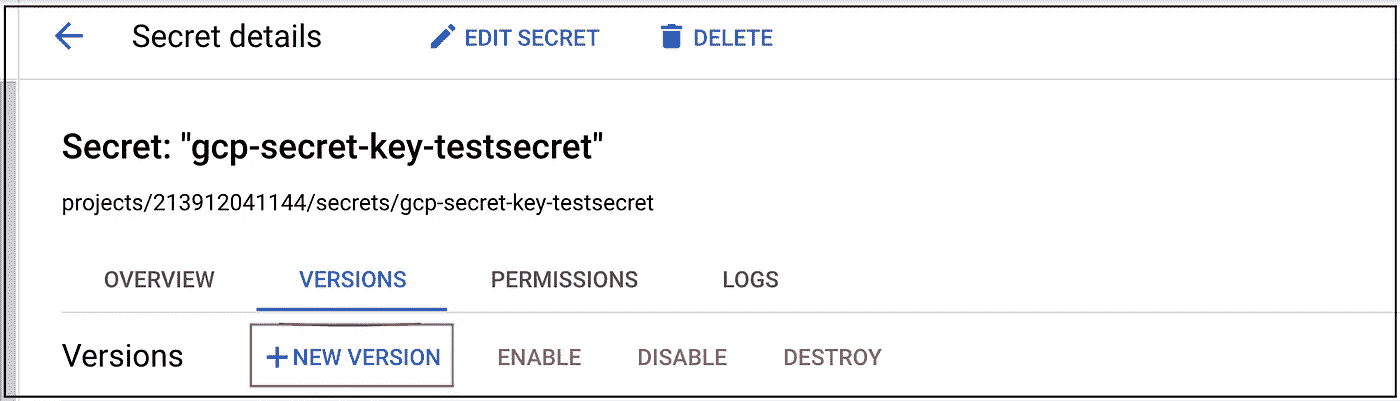 Secret details EDIT SECRET DELETE
Secret: "gcp-secret-key-testsecret"
projects/213912041144/secrets/gcp-secret-key-testsecret
OVERVIEW VERSIONS PERMISSIONS LOGS
Versions +NEW VERSION ENABLE DISABLE DESTROY